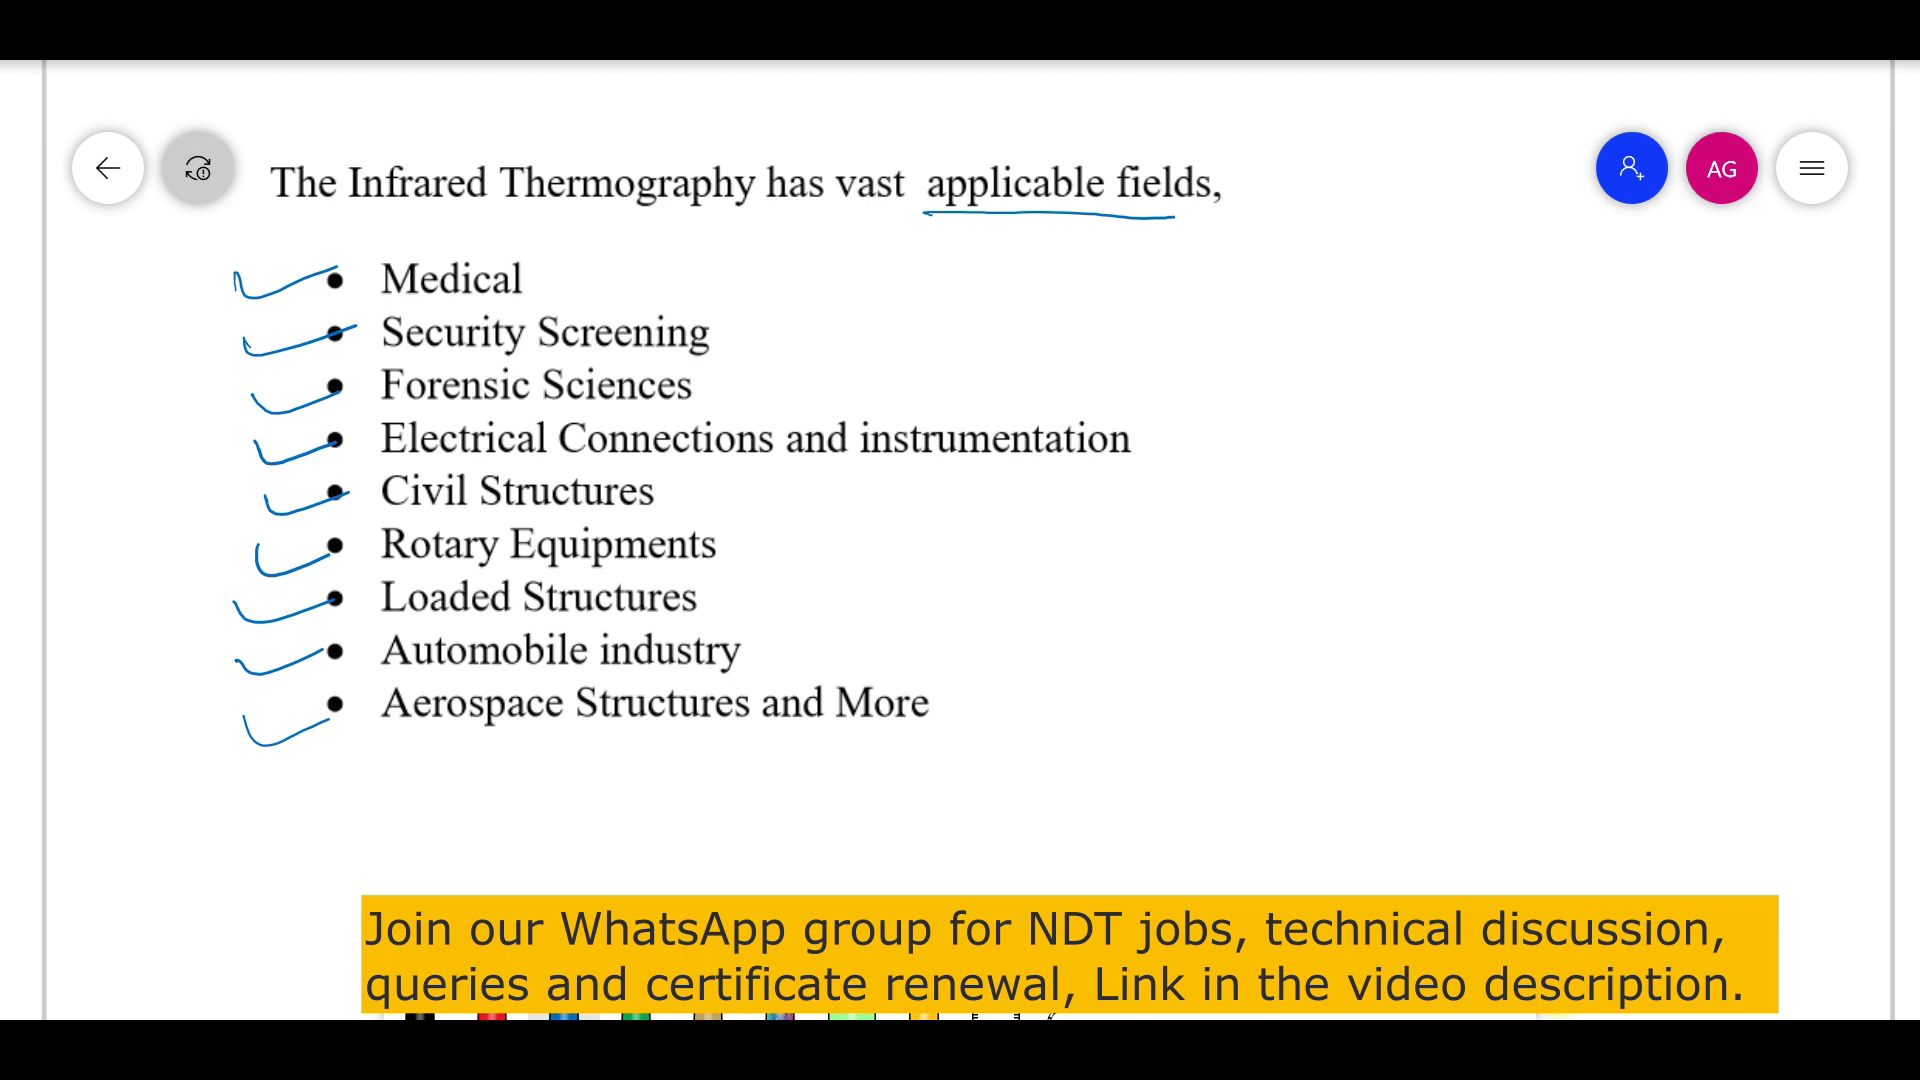 The Infrared Thermography has vast applicable fields,
AG
• Medical
• Security Screening
• Forensic Sciences
• Electrical Connections and instrumentation
• Civil Structures
• Rotary Equipments
• Loaded Structures
• Automobile industry
• Aerospace Structures and More
Join our WhatsApp group for NDT jobs, technical discussion,
queries and certificate renewal, Link in the video description.